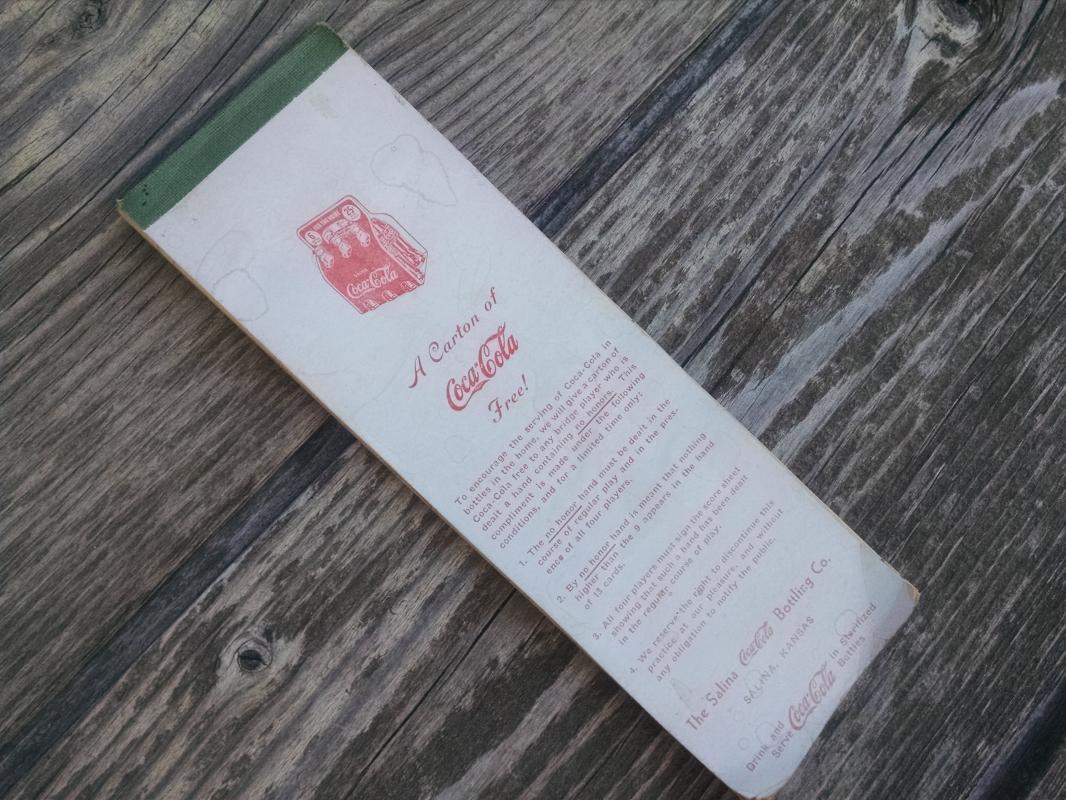 Coca-Cola
A Carton of
Coca-Cola
Free!
To encourage the serving of Coca-Cola in
bottles in the home, we will give a carton of
Coca-Cola free to any bridge player who is
dealt a hand containing no honors. This
compliment is made under the following
conditions, and for a limited time only:
1. The no honor hand must be dealt in the
course of regular play and in the pres-
ence of all four players.
2. By no honor hand is meant that nothing
higher than the 9 appears in the hand
of 13 cards.
3. All four players must sign the score sheet
showing that such a hand has been dealt
in the regular course of play.
4. We reserve the right to discontinue this
practice at our pleasure, and without
any obligation to notify the public.
The Salina Coca-Cola Bottling Co.
SALINA, KANSAS
Drink and Serve Coca-Cola in Sterilized Bottles